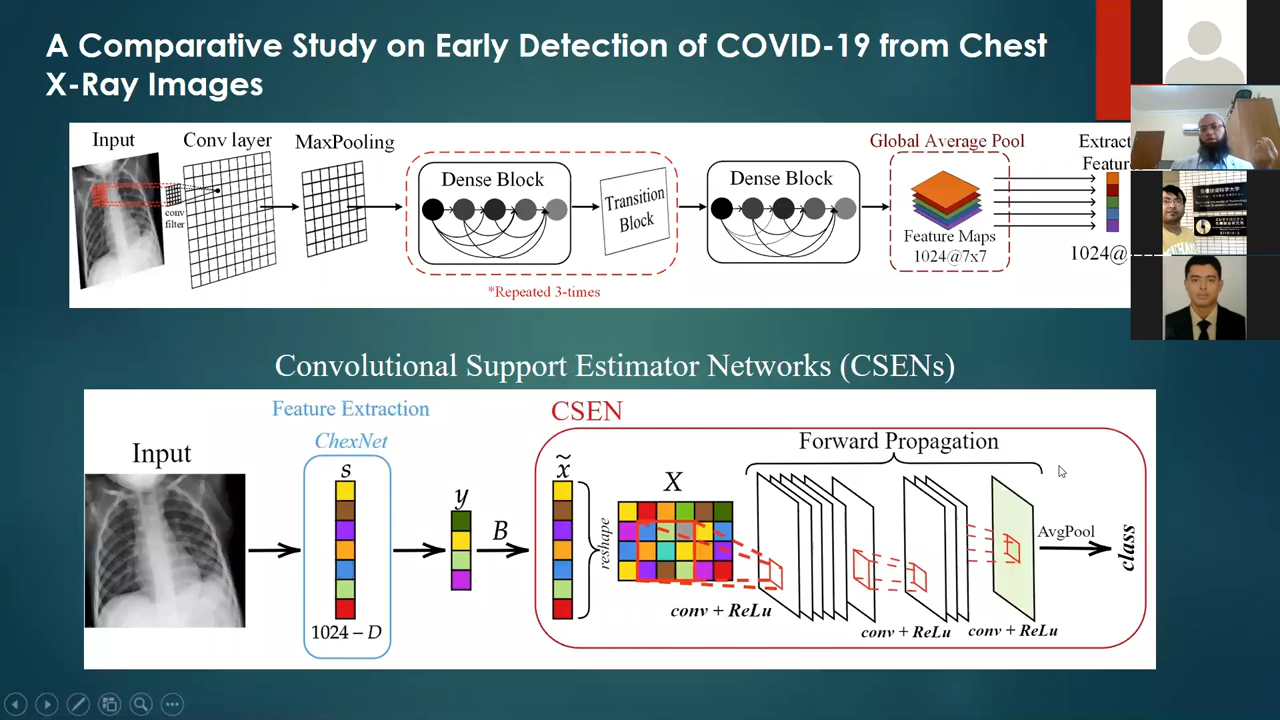 A Comparative Study on Early Detection of COVID-19 from Chest
X-Ray Images
Input
Conv layer
MaxPooling
Global Average Pool
Extract
Feature
conv
filter
Dense Block
Transition
Block
Dense Block
Feature Maps
1024@7x7
1024@
*Repeated 3-times
Convolutional Support Estimator Networks (CSENs)
Feature Extraction
CSEN
ChexNet
Forward Propagation
Input
s
y
B
x̃
reshape
X
AvgPool
class
1024 – D
conv + ReLu
conv + ReLu
conv + ReLu